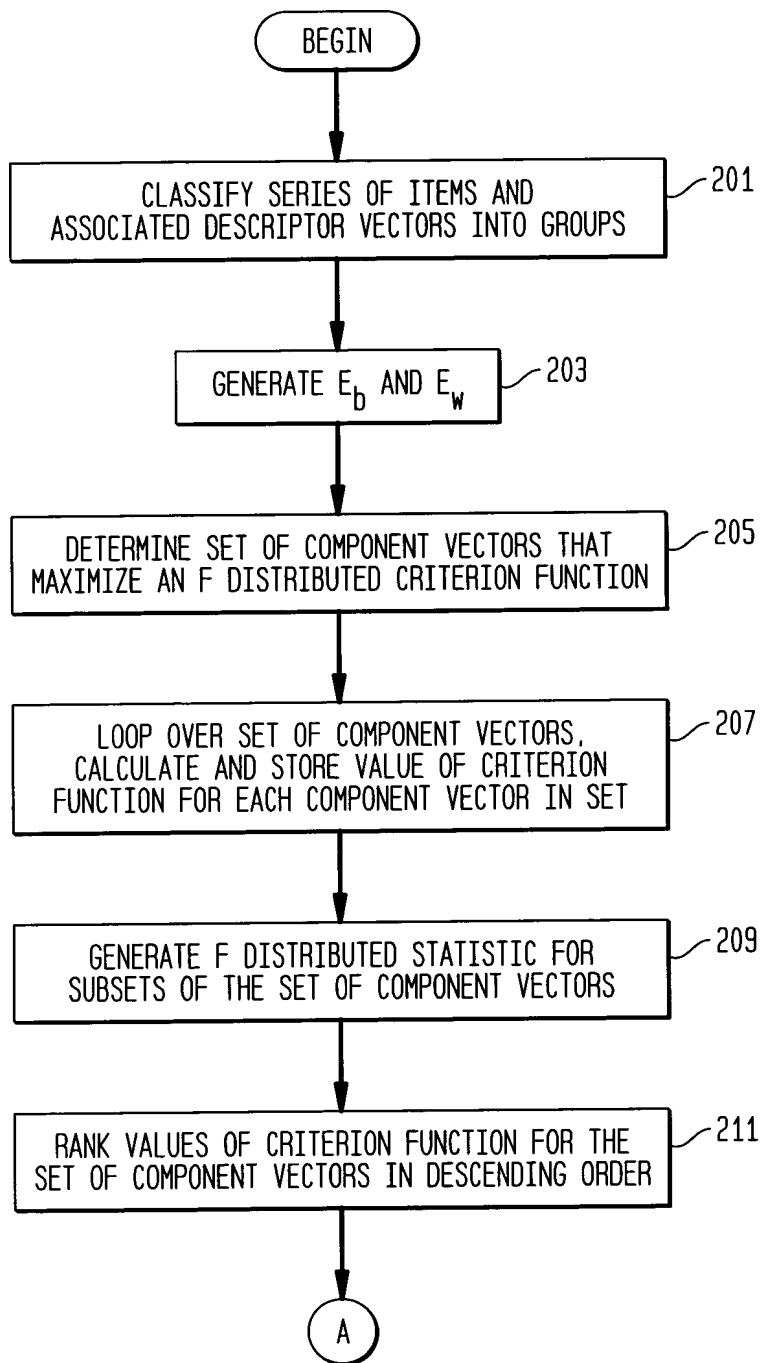 BEGIN
CLASSIFY SERIES OF ITEMS AND
ASSOCIATED DESCRIPTOR VECTORS INTO GROUPS
201
GENERATE E_b AND E_w
203
DETERMINE SET OF COMPONENT VECTORS THAT
MAXIMIZE AN F DISTRIBUTED CRITERION FUNCTION
205
LOOP OVER SET OF COMPONENT VECTORS,
CALCULATE AND STORE VALUE OF CRITERION
FUNCTION FOR EACH COMPONENT VECTOR IN SET
207
GENERATE F DISTRIBUTED STATISTIC FOR
SUBSETS OF THE SET OF COMPONENT VECTORS
209
RANK VALUES OF CRITERION FUNCTION FOR THE
SET OF COMPONENT VECTORS IN DESCENDING ORDER
211
A